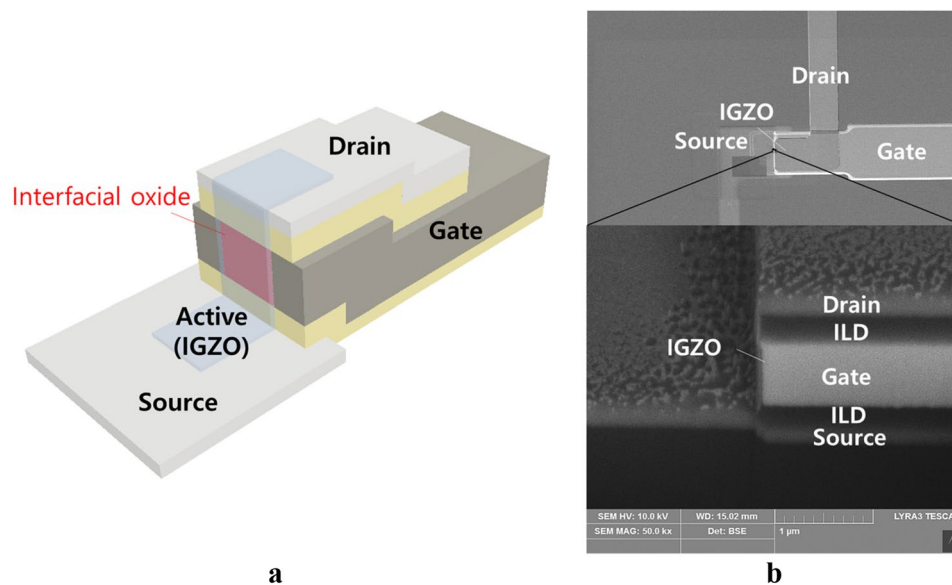 Drain
Interfacial oxide
Gate
Active
(IGZO)
Source
a
Drain
IGZO
Source
Gate
Drain
ILD
IGZO
Gate
ILD
Source
SEM HV: 10.0 kV
WD: 15.02 mm
LYRA3 TESCA
SEM MAG: 50.0 kx
Det: BSE
1 µm
b